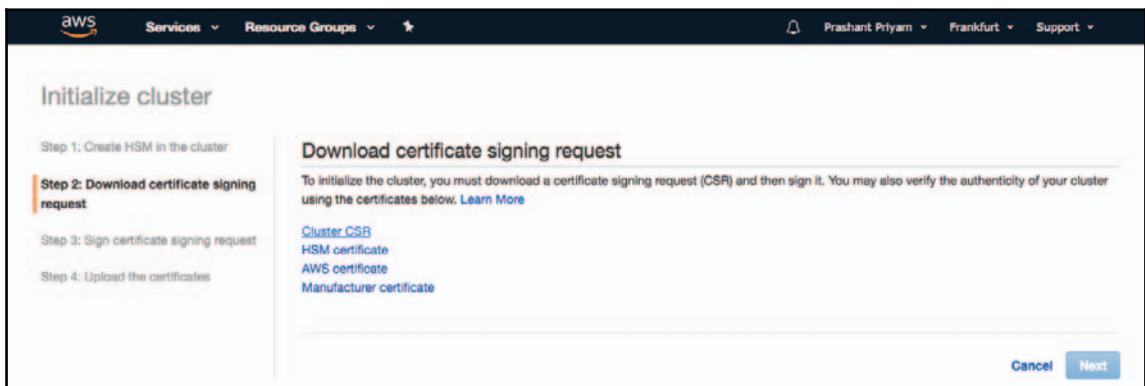 aws Services Resource Groups Prashant Priyam Frankfurt Support
Initialize cluster
Step 1: Create HSM in the cluster
Step 2: Download certificate signing
request
Step 3: Sign certificate signing request
Step 4: Upload the certificates
Download certificate signing request
To initialize the cluster, you must download a certificate signing request (CSR) and then sign it. You may also verify the authenticity of your cluster
using the certificates below. Learn More
Cluster CSR
HSM certificate
AWS certificate
Manufacturer certificate
Cancel Next